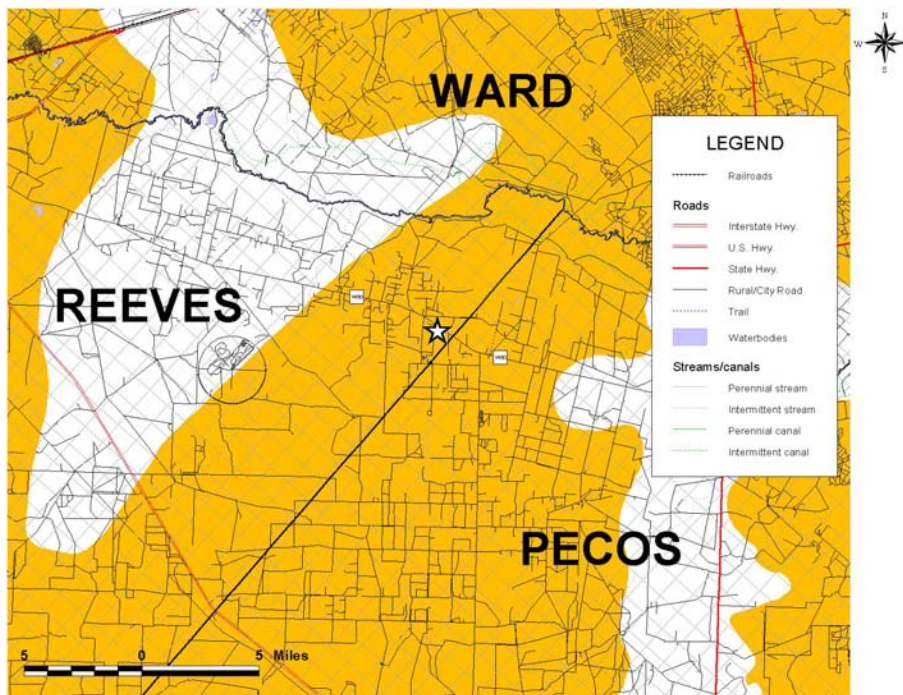 N
W
S
WARD
LEGEND
Railroads
Roads
Interstate Hwy.
U.S. Hwy.
State Hwy.
Rural/City Road
Trail
Waterbodies
Streams/canals
Perennial stream
Intermittent stream
Perennial canal
Intermittent canal
REEVES
PECOS
5 0 5 Miles